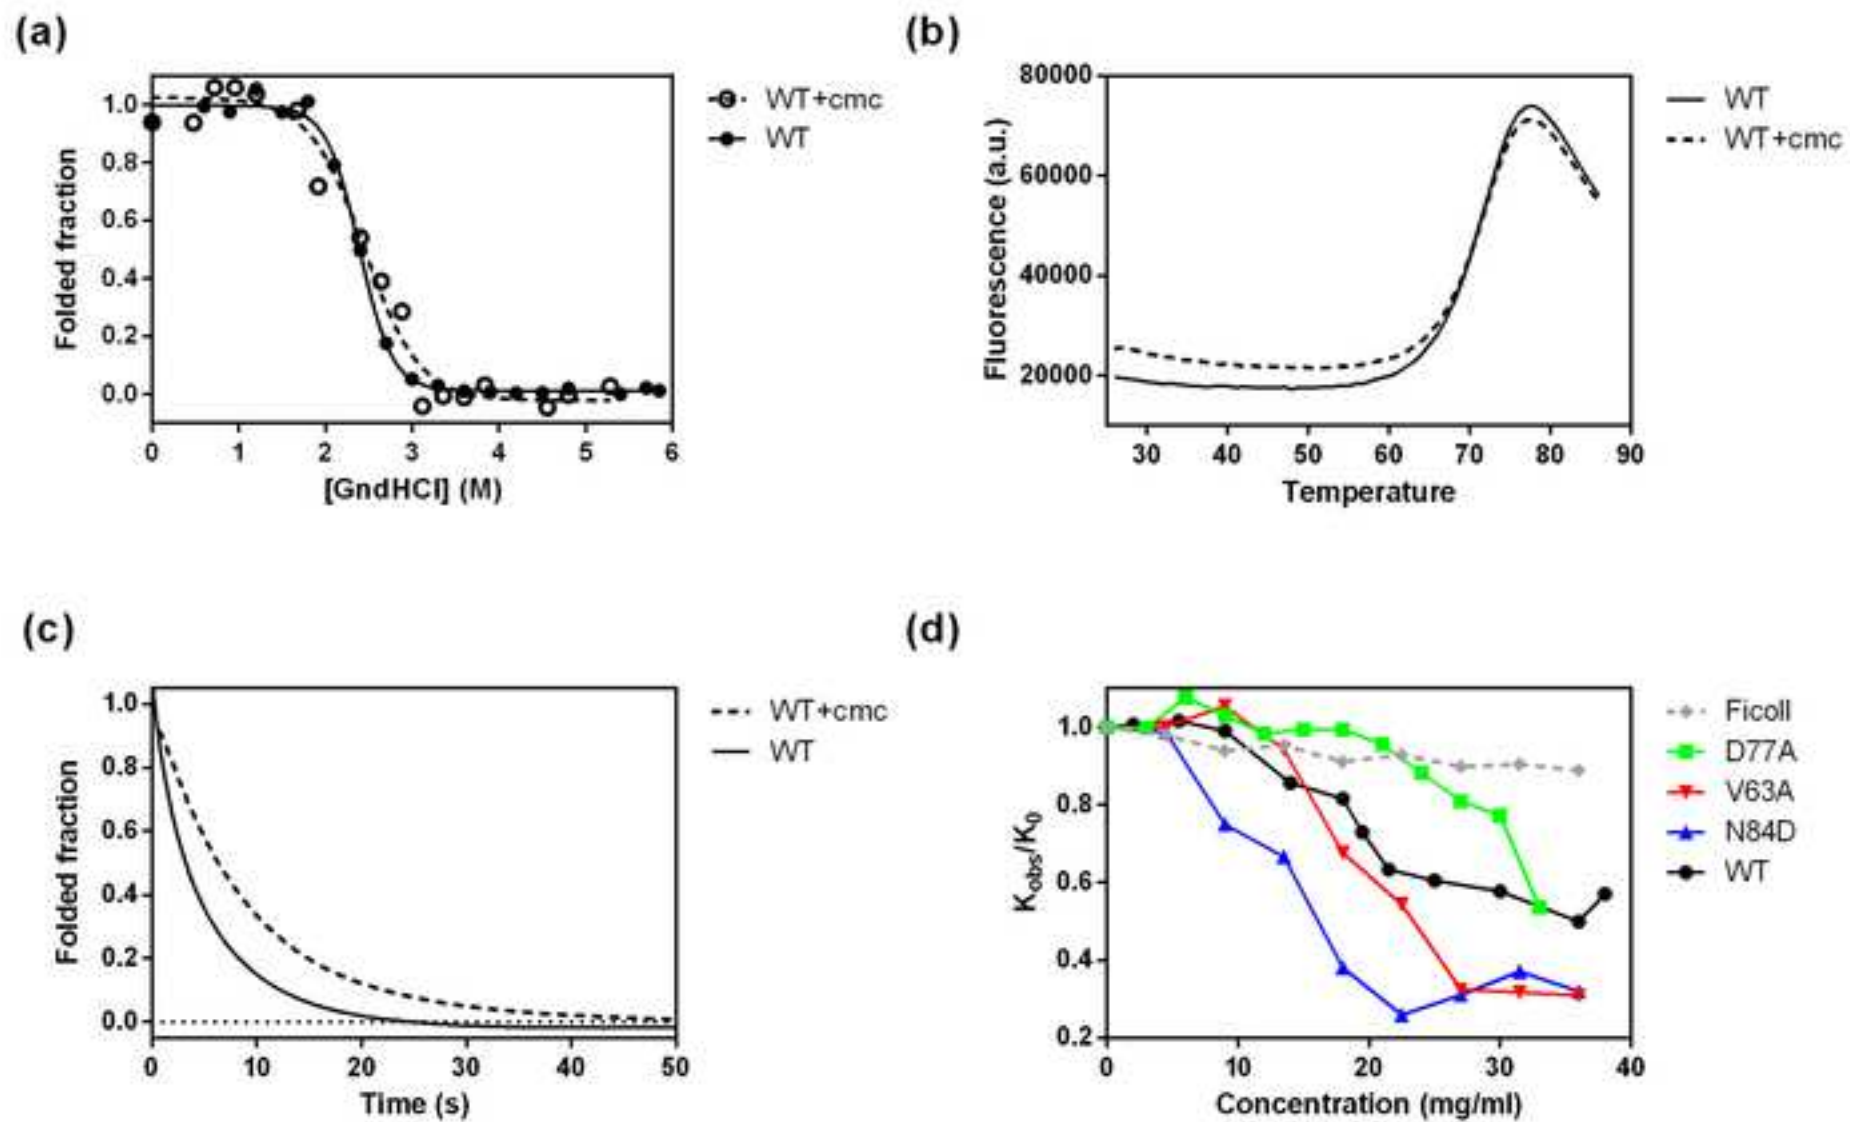 (a)
1.0
0.8
0.6
0.4
0.2
0.0
Folded fraction
0 1 2 3 4 5 6
[GndHCl] (M)
WT+cmc
WT
(b)
80000
60000
40000
20000
Fluorescence (a.u.)
30 40 50 60 70 80 90
Temperature
WT
WT+cmc
(c)
1.0
0.8
0.6
0.4
0.2
0.0
Folded fraction
0 10 20 30 40 50
Time (s)
WT+cmc
WT
(d)
1.0
0.8
0.6
0.4
0.2
Kobs/K0
0 10 20 30 40
Concentration (mg/ml)
Ficoll
D77A
V63A
N84D
WT